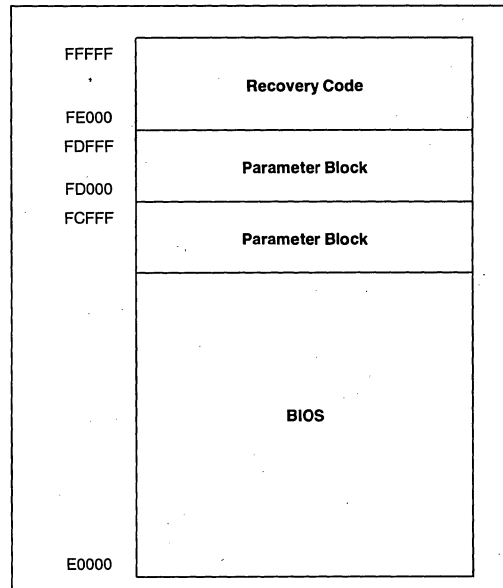 FFFFF
Recovery Code
FE000
FDFFF
Parameter Block
FD000
FCFFF
Parameter Block
BIOS
E0000